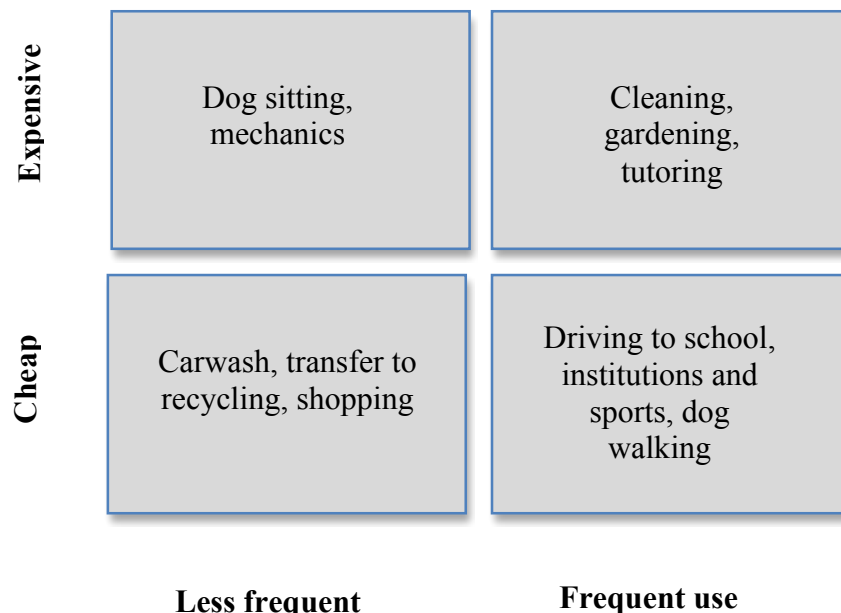 Expensive
Dog sitting,
mechanics
Cleaning,
gardening,
tutoring
Cheap
Carwash, transfer to
recycling, shopping
Driving to school,
institutions and
sports, dog
walking
Less frequent
Frequent use